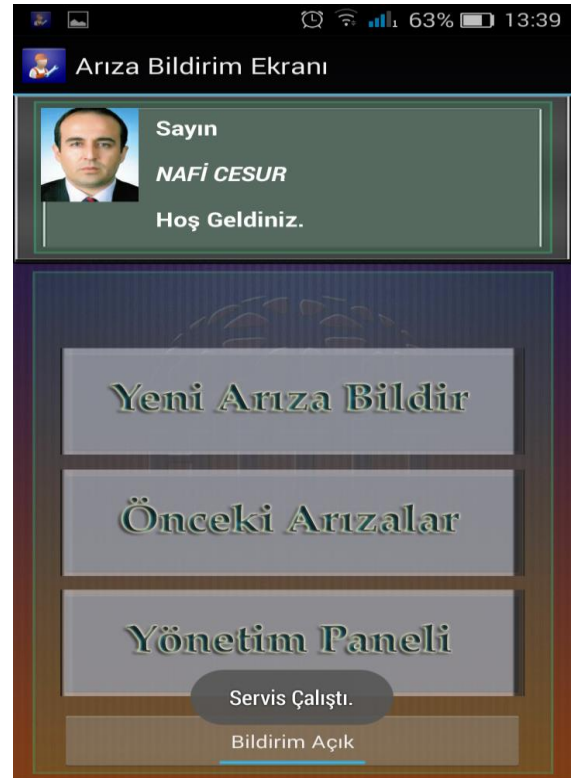 63% 13:39
Arıza Bildirim Ekranı
Sayın
NAFİ CESUR
Hoş Geldiniz.
Yeni Arıza Bildir
Önceki Arızalar
Yönetim Paneli
Servis Çalıştı.
Bildirim Açık